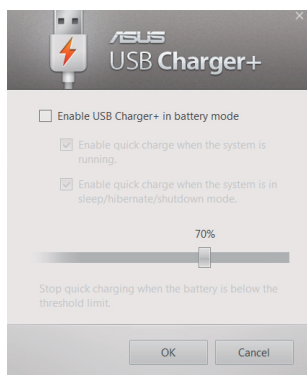 ASUS
USB Charger+
Enable USB Charger+ in battery mode
Enable quick charge when the system is
running.
Enable quick charge when the system is in
sleep/hibernate/shutdown mode.
70%
Stop quick charging when the battery is below the
threshold limit.
OK Cancel